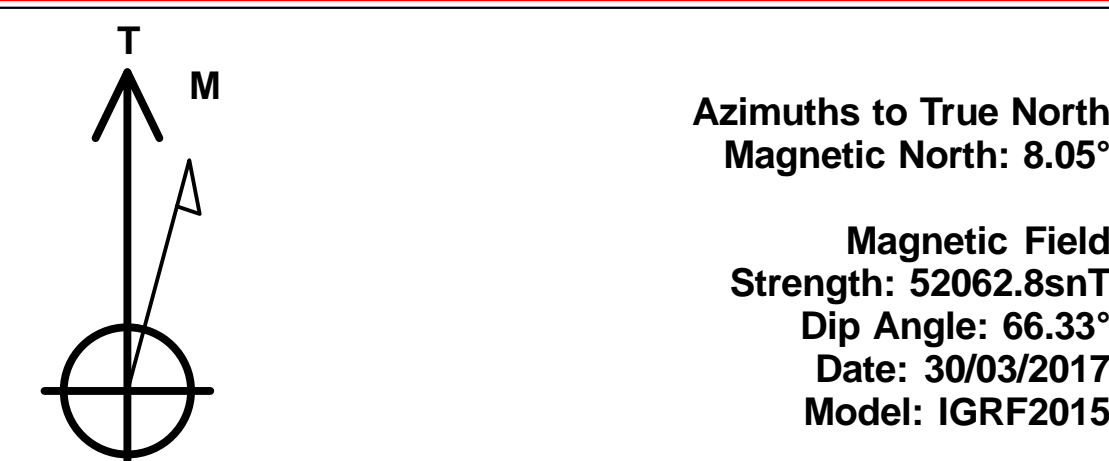 T
M
Azimuths to True North
Magnetic North: 8.05°
Magnetic Field
Strength: 52062.8snT
Dip Angle: 66.33°
Date: 30/03/2017
Model: IGRF2015